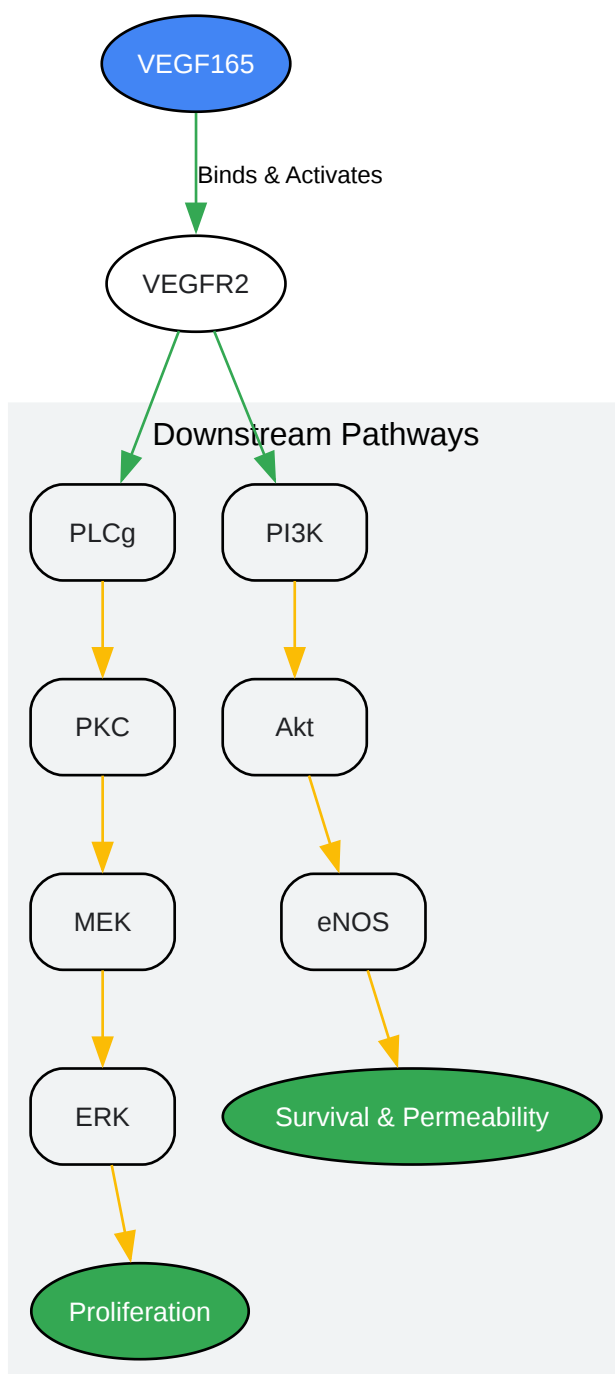 VEGF165
Binds & Activates
VEGFR2
Downstream Pathways
PLCg
PI3K
PKC
Akt
MEK
eNOS
ERK
Survival & Permeability
Proliferation